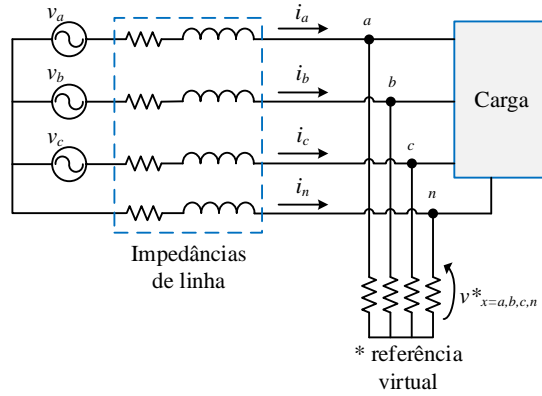 v_a
i_a
a
v_b
i_b
b
Carga
v_c
i_c
c
i_n
n
Impedâncias
de linha
v*_{x=a,b,c,n}
* referência
virtual